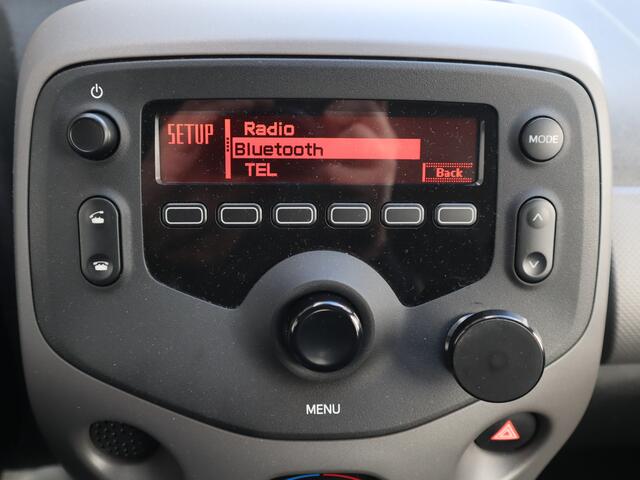 SETUP
Radio
Bluetooth
TEL
Back
MODE
MENU